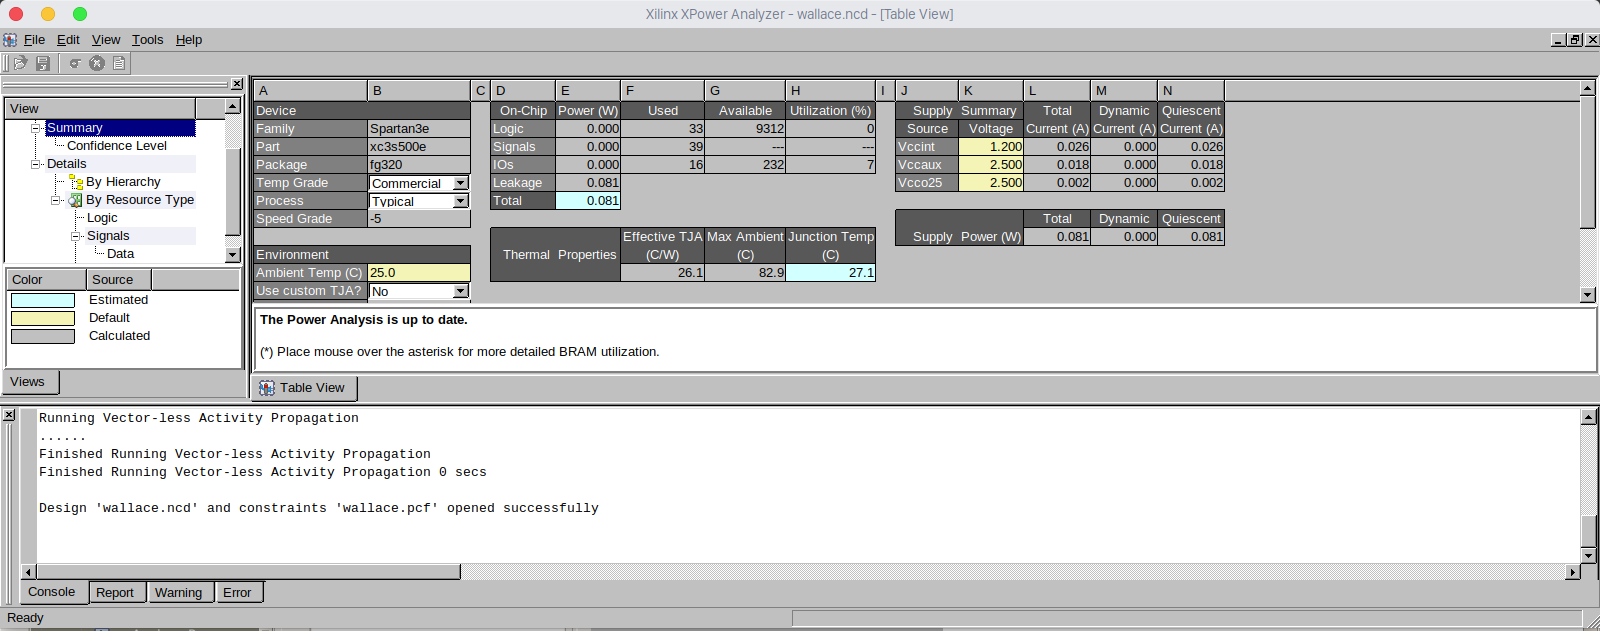 Xilinx XPower Analyzer - wallace.ncd - [Table View]
File Edit View Tools Help
View
Summary
Confidence Level
Details
By Hierarchy
By Resource Type
Logic
Signals
Data
Color Source
Estimated
Default
Calculated
Views
A B C D E F G H I J K L M N
Device
Family Spartan3e
Part xc3s500e
Package fg320
Temp Grade Commercial
Process Typical
Speed Grade -5
Environment
Ambient Temp (C) 25.0
Use custom TJA? No
On-Chip Power (W) Used Available Utilization (%)
Logic 0.000 33 9312 0
Signals 0.000 39 --- ---
IOs 0.000 16 232 7
Leakage 0.081
Total 0.081
Effective TJA Max Ambient Junction Temp
Thermal Properties (C/W) (C) (C)
26.1 82.9 27.1
Supply Summary Total Dynamic Quiescent
Source Voltage Current (A) Current (A) Current (A)
Vccint 1.200 0.026 0.000 0.026
Vccaux 2.500 0.018 0.000 0.018
Vcco25 2.500 0.002 0.000 0.002
Total Dynamic Quiescent
Supply Power (W) 0.081 0.000 0.081
The Power Analysis is up to date.
(*) Place mouse over the asterisk for more detailed BRAM utilization.
Table View
Running Vector-less Activity Propagation
......
Finished Running Vector-less Activity Propagation
Finished Running Vector-less Activity Propagation 0 secs
Design 'wallace.ncd' and constraints 'wallace.pcf' opened successfully
Console Report Warning Error
Ready